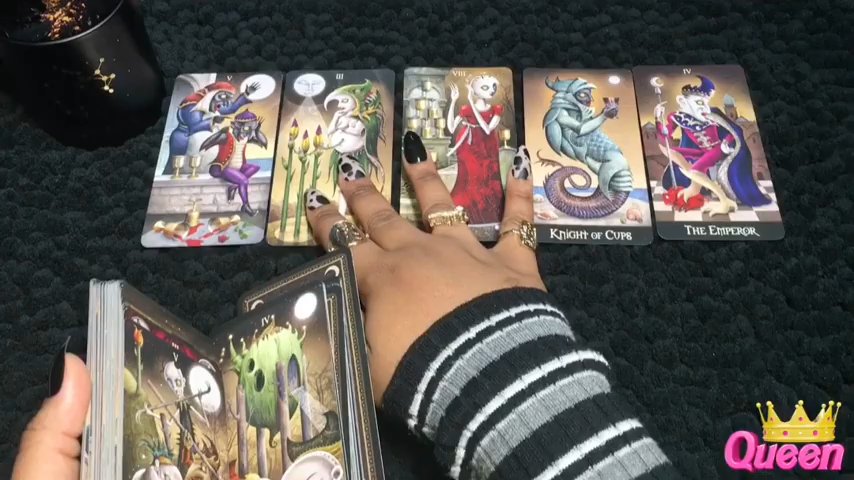 V
III
VIII
IV
KNIGHT OF CUPS
THE EMPEROR
IV
V
Queen